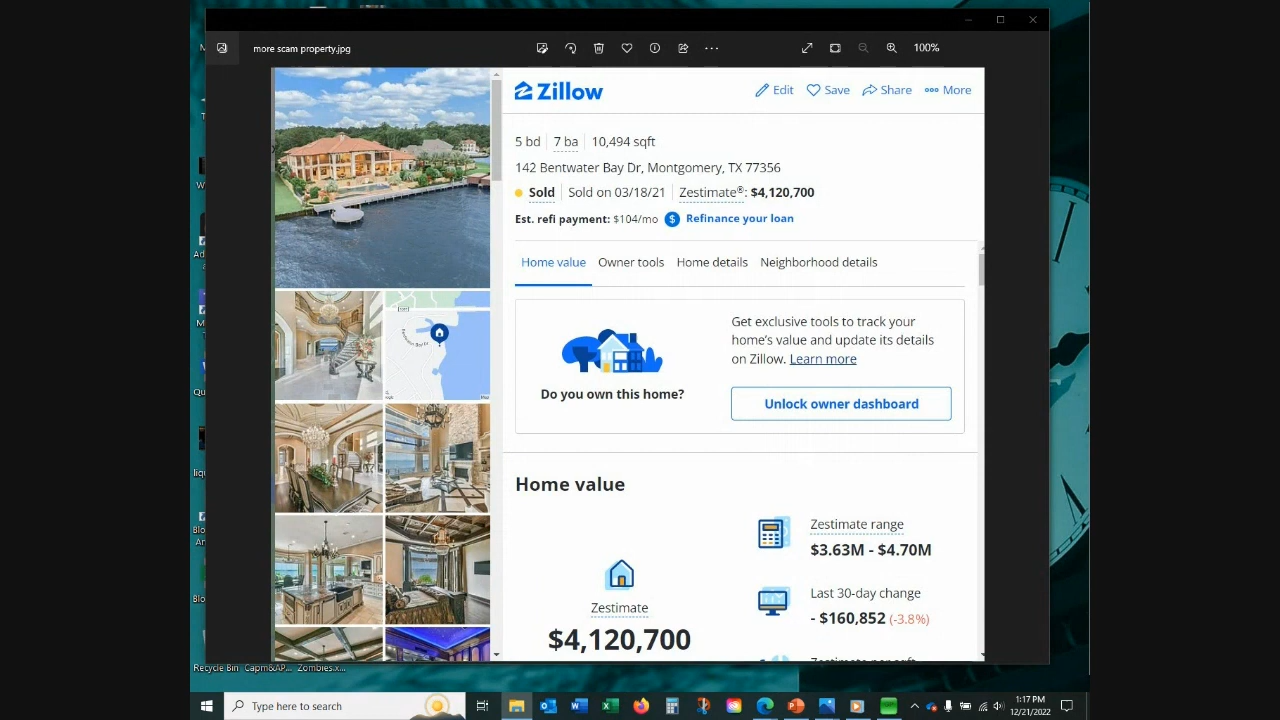 more scam property.jpg
100%
Zillow
Edit Save Share More
5 bd 7 ba 10,494 sqft
142 Bentwater Bay Dr, Montgomery, TX 77356
Sold Sold on 03/18/21 Zestimate®: $4,120,700
Est. refi payment: $104/mo $ Refinance your loan
Home value Owner tools Home details Neighborhood details
Get exclusive tools to track your
home's value and update its details
on Zillow. Learn more
Do you own this home?
Unlock owner dashboard
Home value
Zestimate range
$3.63M - $4.70M
Last 30-day change
- $160,852 (-3.8%)
Zestimate
$4,120,700
Recycle Bin Capm&AP... Zombies.x...
Type here to search
1:17 PM
12/21/2022